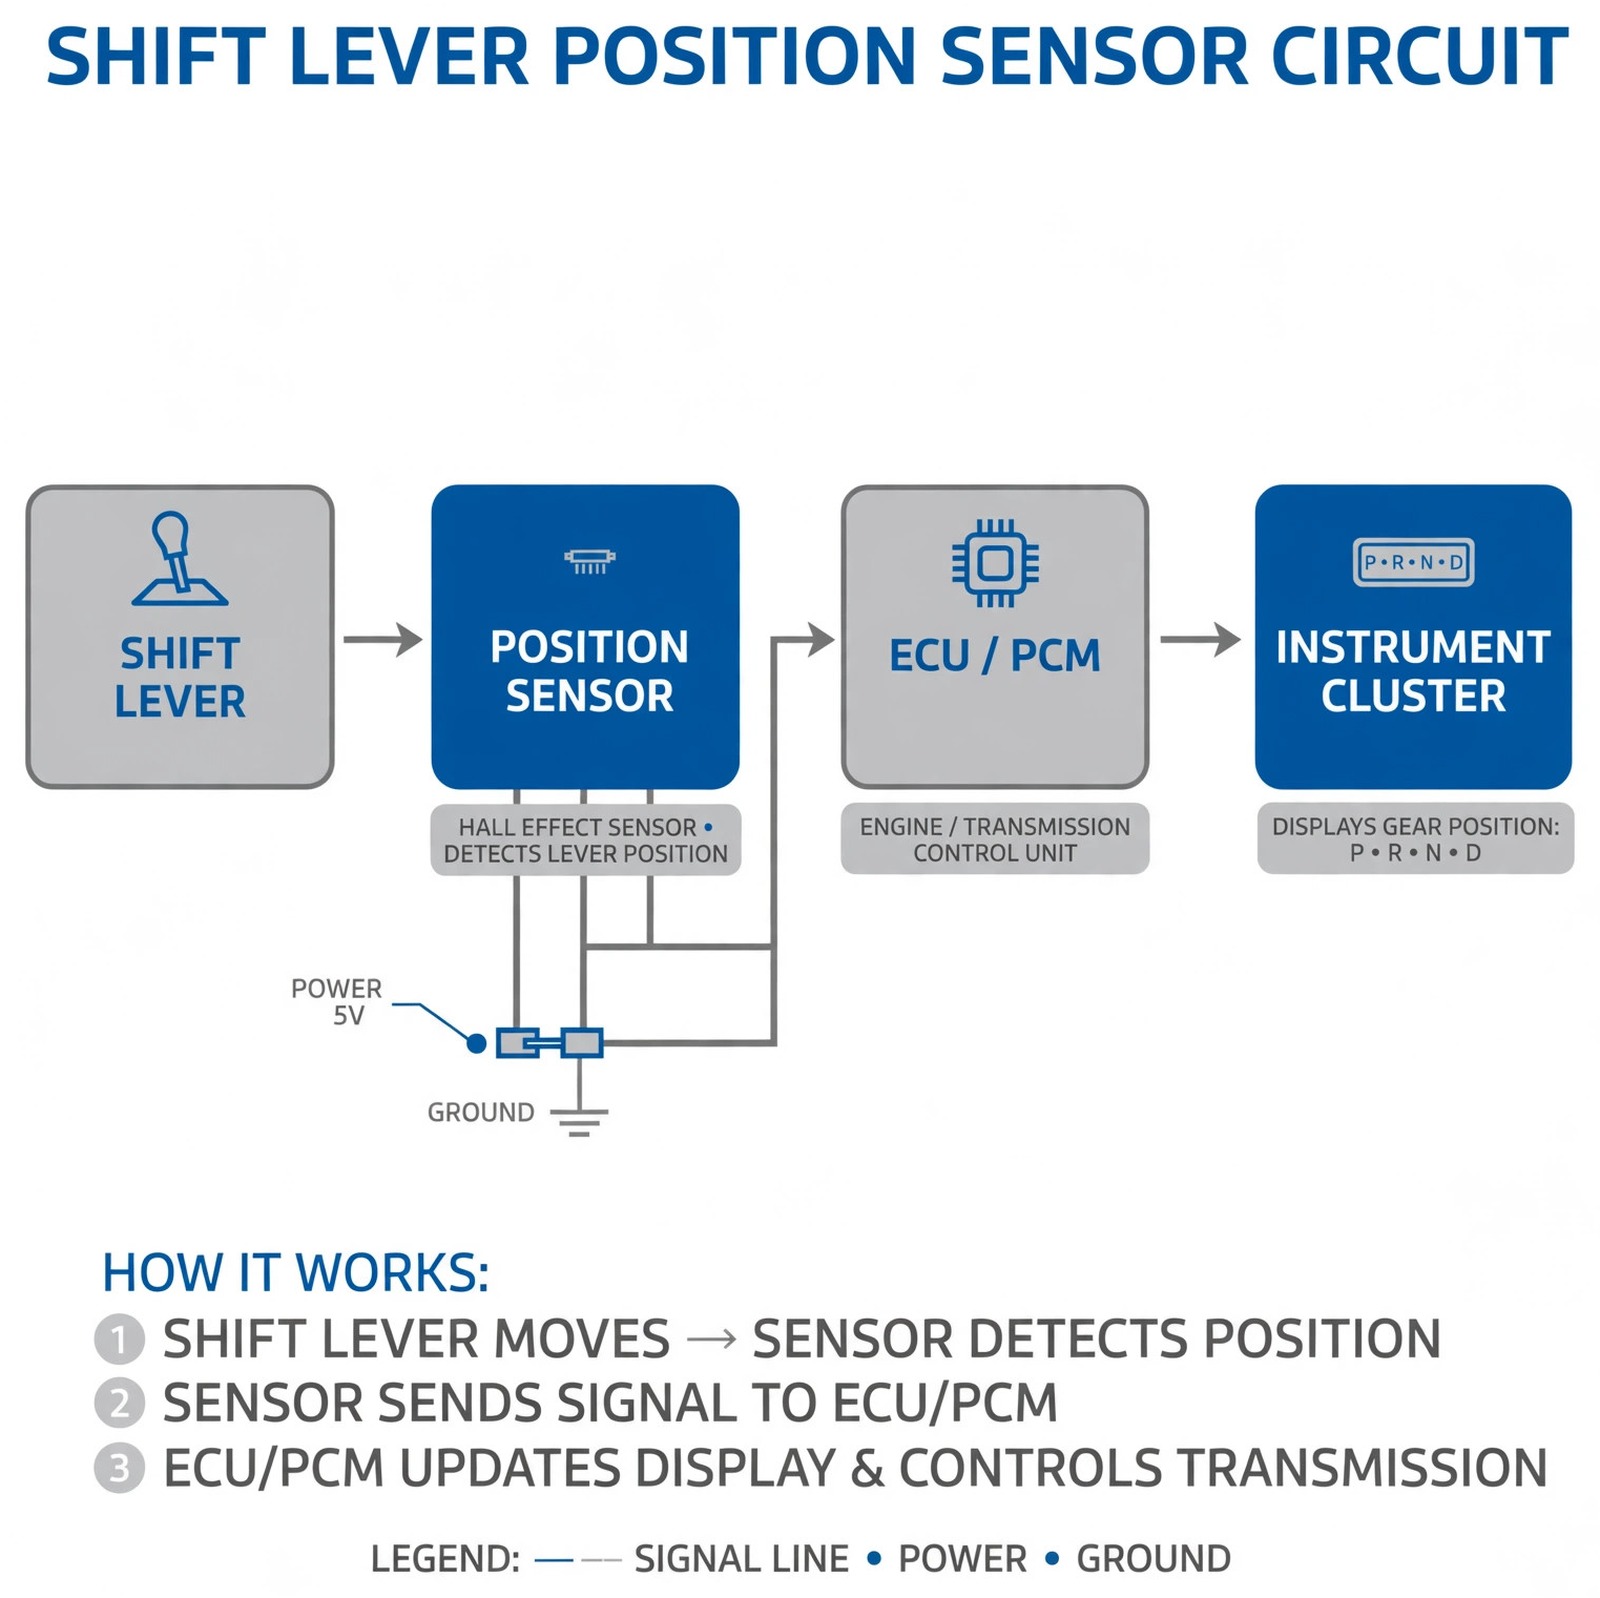 SHIFT LEVER POSITION SENSOR CIRCUIT
SHIFT
LEVER
POSITION
SENSOR
ECU / PCM
P•R•N•D
INSTRUMENT
CLUSTER
HALL EFFECT SENSOR •
DETECTS LEVER POSITION
ENGINE / TRANSMISSION
CONTROL UNIT
DISPLAYS GEAR POSITION:
P • R • N • D
POWER
5V
GROUND
HOW IT WORKS:
1 SHIFT LEVER MOVES → SENSOR DETECTS POSITION
2 SENSOR SENDS SIGNAL TO ECU/PCM
3 ECU/PCM UPDATES DISPLAY & CONTROLS TRANSMISSION
LEGEND: — -- SIGNAL LINE • POWER • GROUND